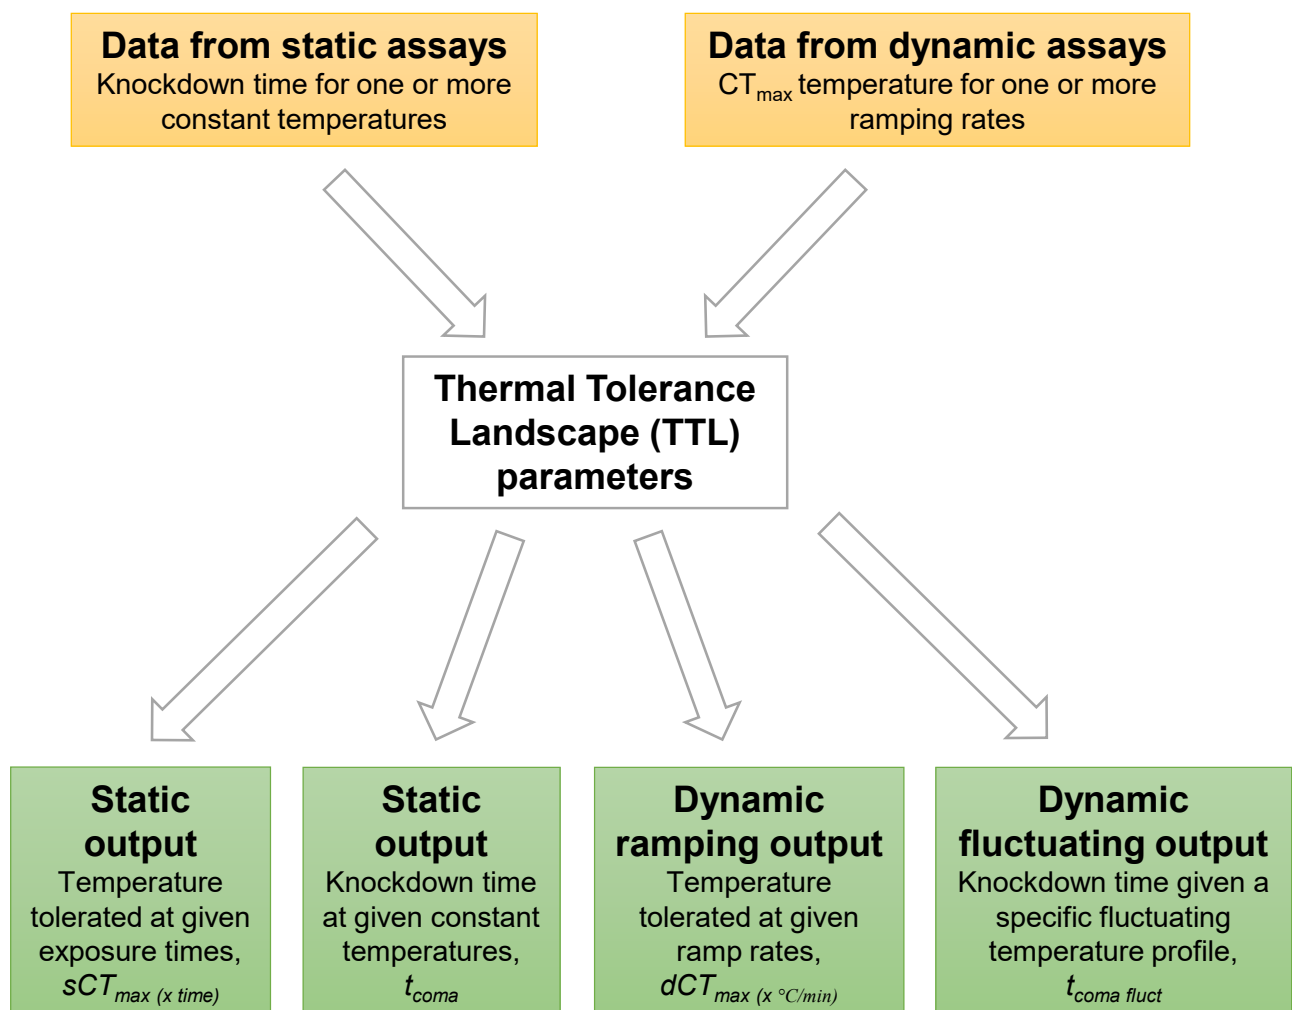 Data from static assays
Knockdown time for one or more
constant temperatures
Data from dynamic assays
CTmax temperature for one or more
ramping rates
Thermal Tolerance
Landscape (TTL)
parameters
Static
output
Temperature
tolerated at given
exposure times,
sCTmax (x time)
Static
output
Knockdown time
at given constant
temperatures,
tcoma
Dynamic
ramping output
Temperature
tolerated at given
ramp rates,
dCTmax (x °C/min)
Dynamic
fluctuating output
Knockdown time given a
specific fluctuating
temperature profile,
tcoma fluct